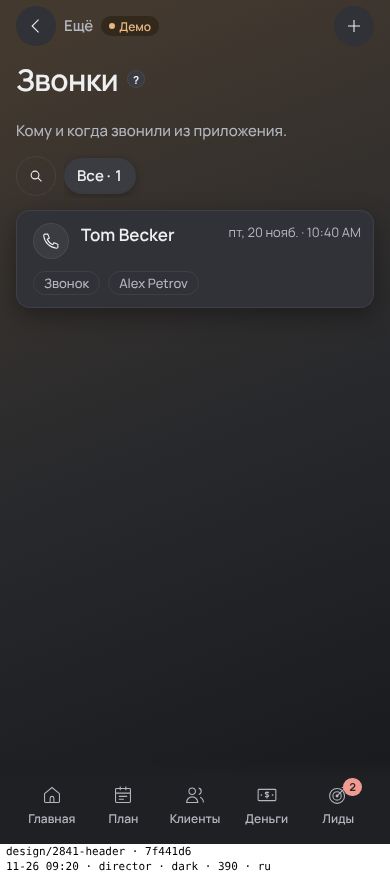 Ещё Демо
Звонки ?
Кому и когда звонили из приложения.
Все · 1
Tom Becker пт, 20 нояб. · 10:40 AM
Звонок Alex Petrov
2
Главная План Клиенты Деньги Лиды
design/2841-header · 7f441d6
11-26 09:20 · director · dark · 390 · ru